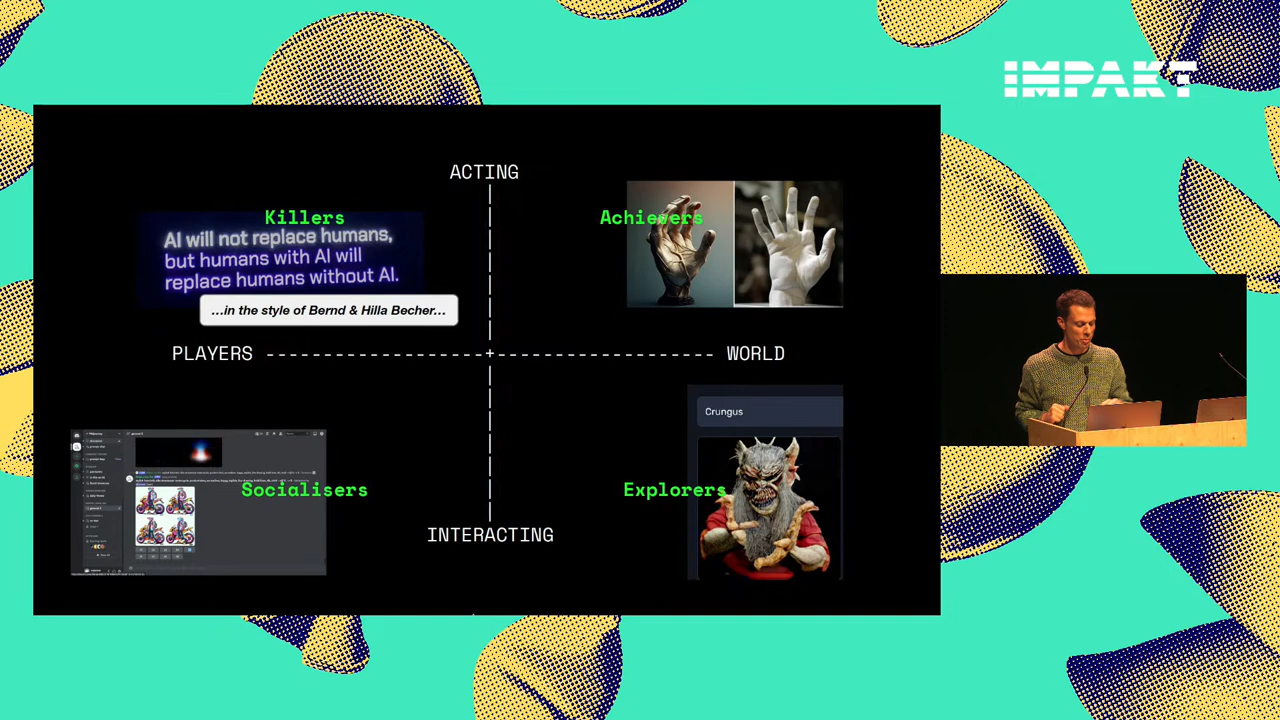 IMPAKT
ACTING
Killers
Achievers
AI will not replace humans,
but humans with AI will
replace humans without AI.
...in the style of Bernd & Hilla Becher...
PLAYERS
WORLD
Crungus
Socialisers
Explorers
INTERACTING